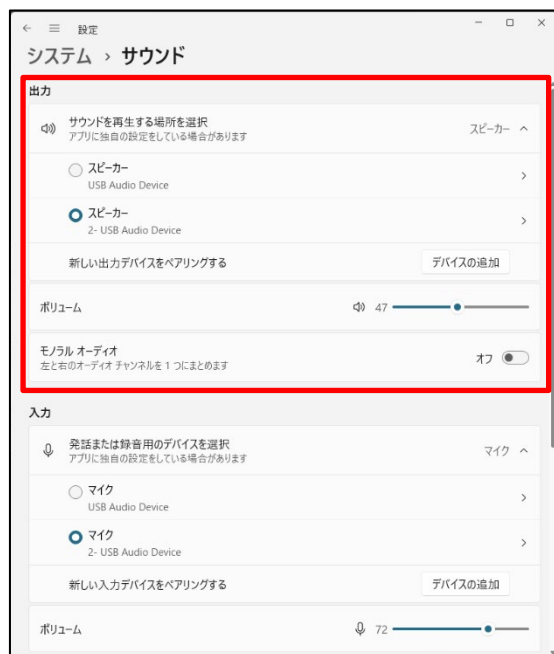 設定
システム › サウンド
出力
サウンドを再生する場所を選択
アプリに独自の設定をしている場合があります
スピーカー
スピーカー
USB Audio Device
スピーカー
2- USB Audio Device
新しい出力デバイスをペアリングする
デバイスの追加
ボリューム
47
モノラル オーディオ
左と右のオーディオ チャンネルを 1 つにまとめます
オフ
入力
発話または録音用のデバイスを選択
アプリに独自の設定をしている場合があります
マイク
マイク
USB Audio Device
マイク
2- USB Audio Device
新しい入力デバイスをペアリングする
デバイスの追加
ボリューム
72